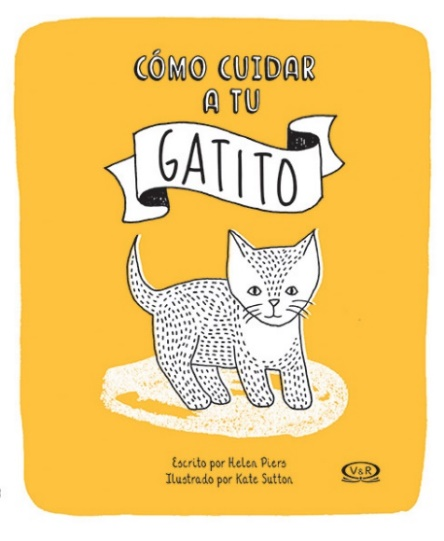 CÓMO CUIDAR
A TU
GATITO
Escrito por Helen Piers
Ilustrado por Kate Sutton
V&R